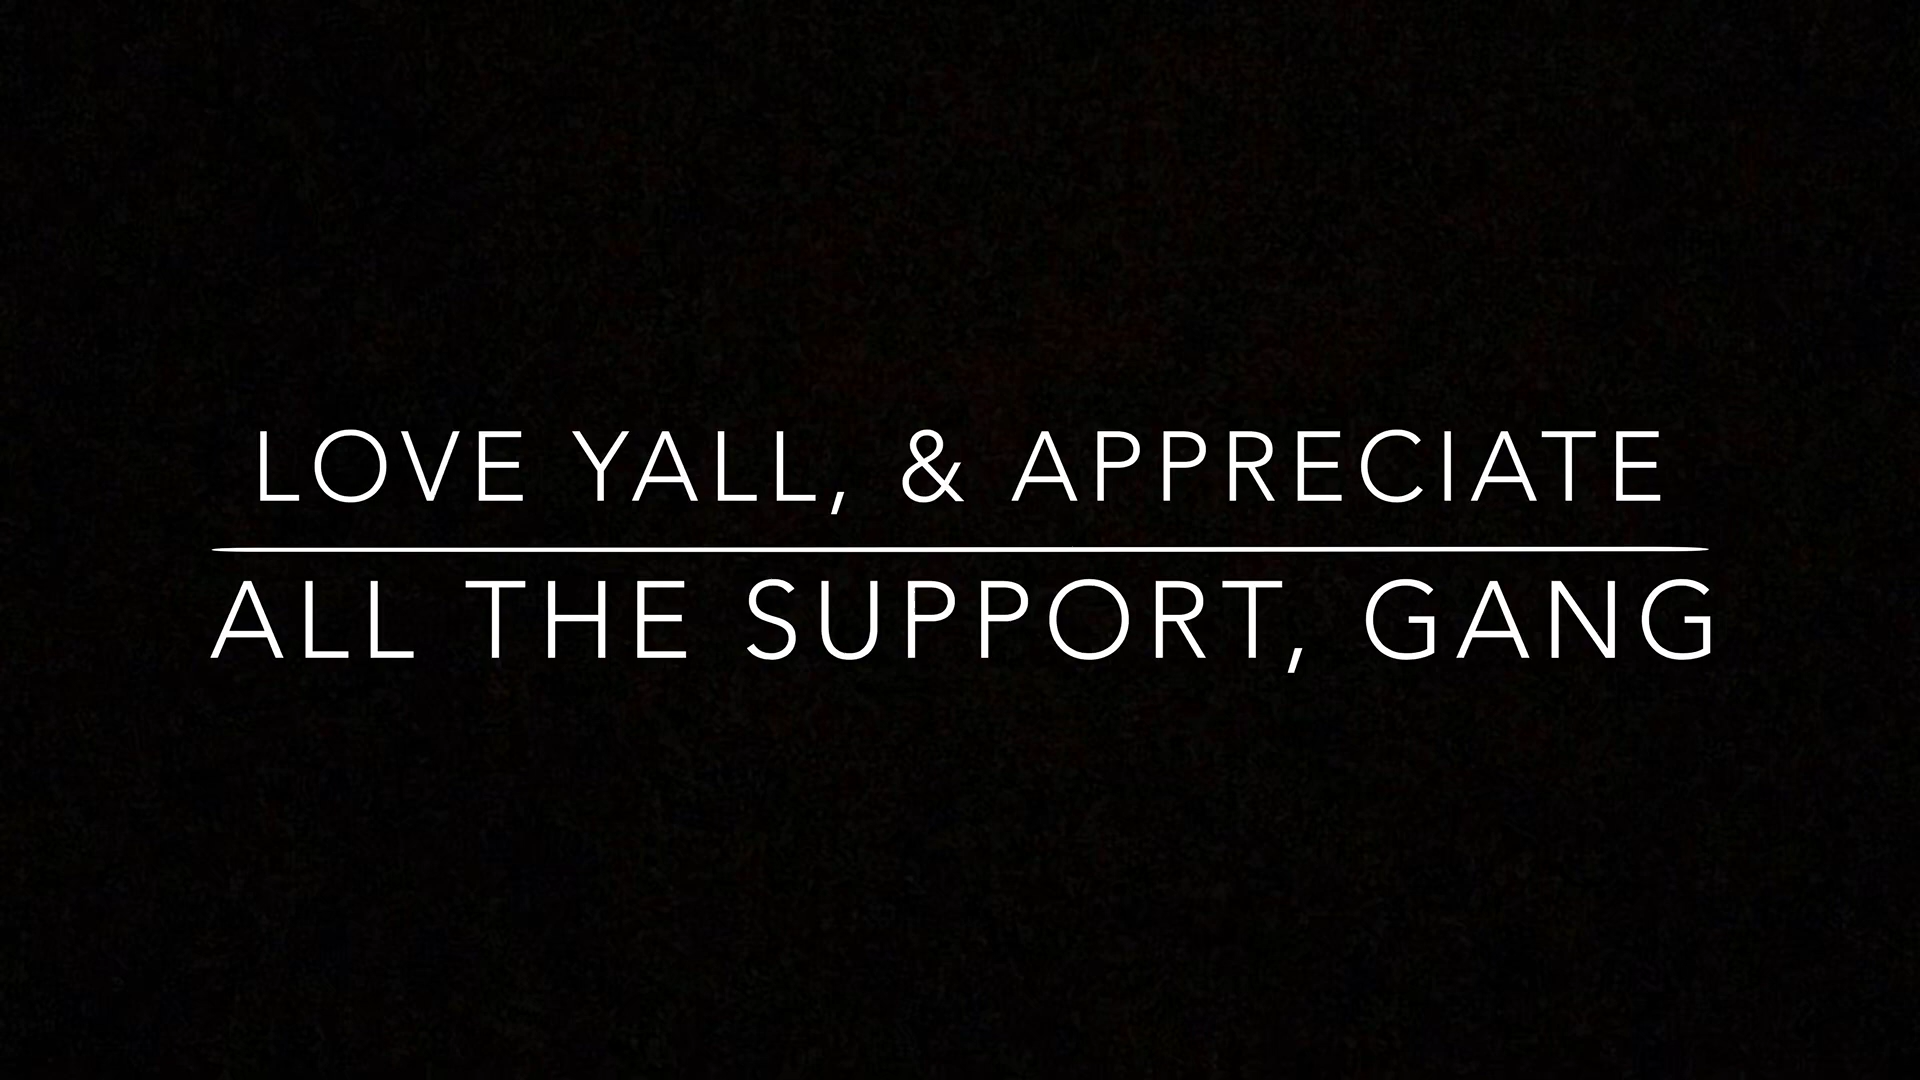 LOVE YALL, & APPRECIATE
ALL THE SUPPORT, GANG